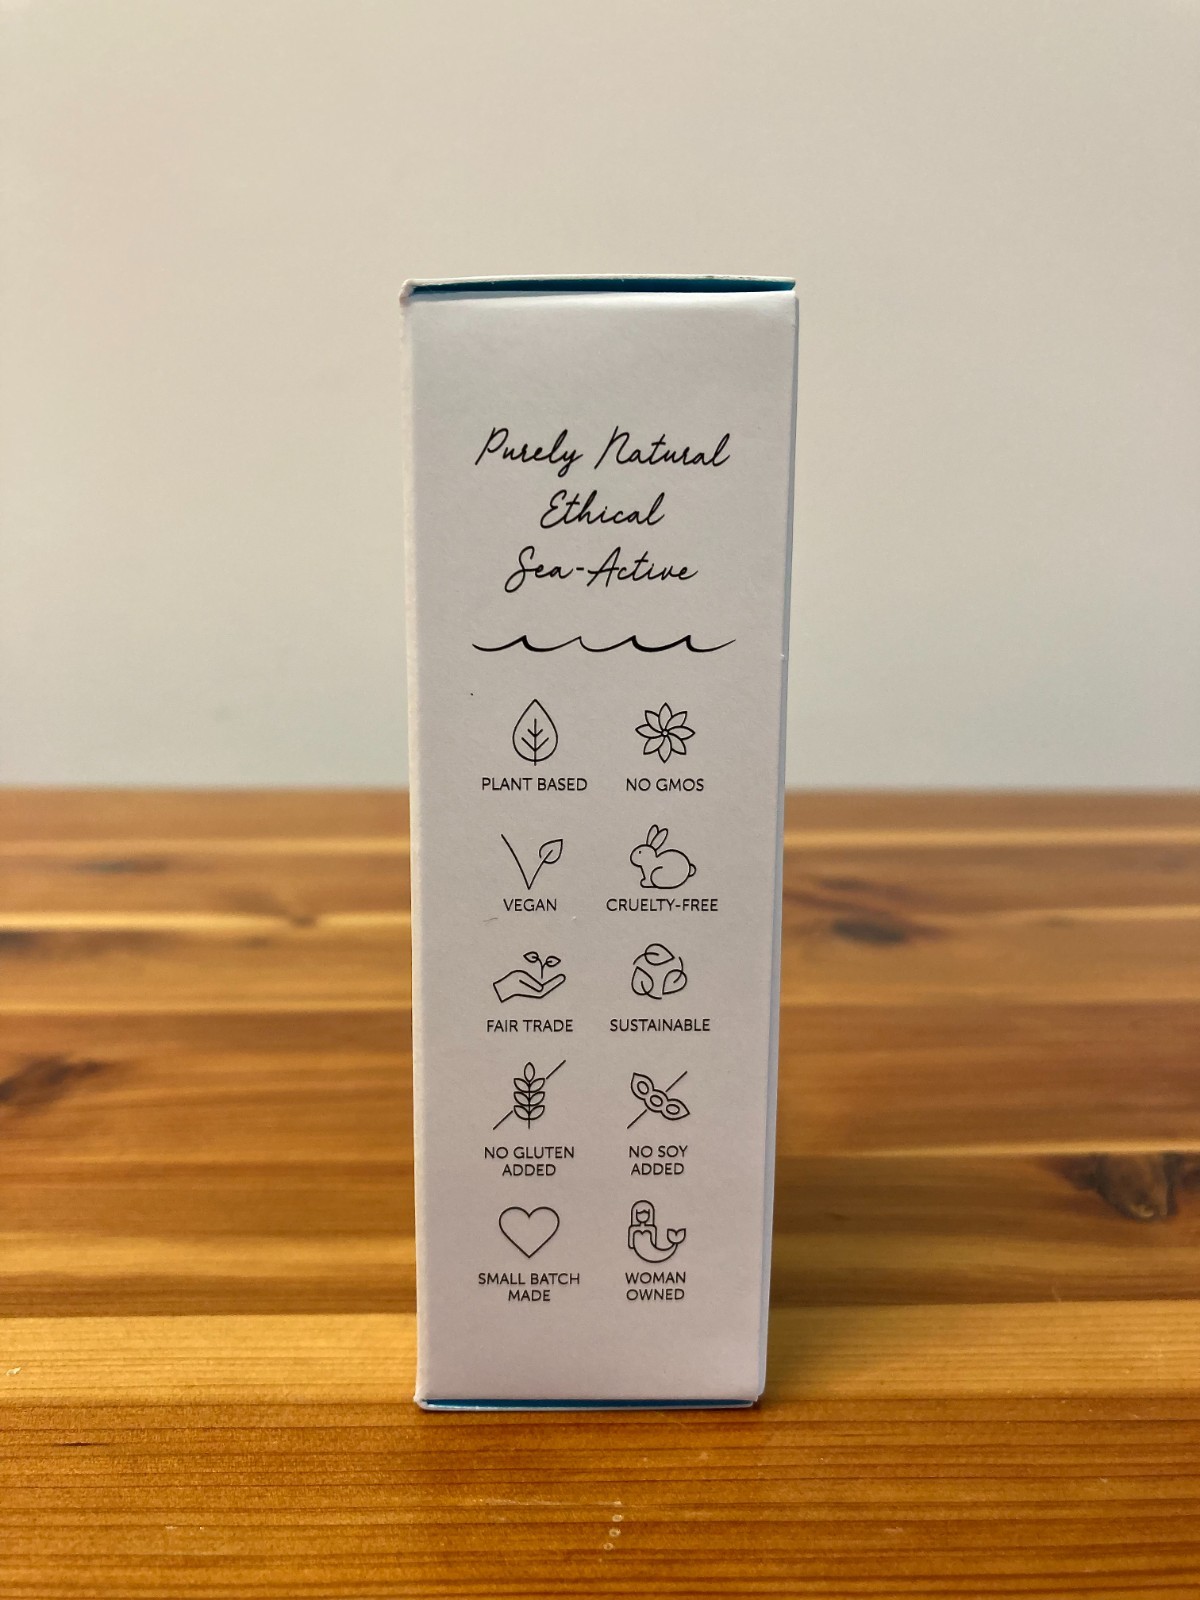 Purely Natural
Ethical
Sea-Active
PLANT BASED
NO GMOS
VEGAN
CRUELTY-FREE
FAIR TRADE
SUSTAINABLE
NO GLUTEN
ADDED
NO SOY
ADDED
SMALL BATCH
MADE
WOMAN
OWNED